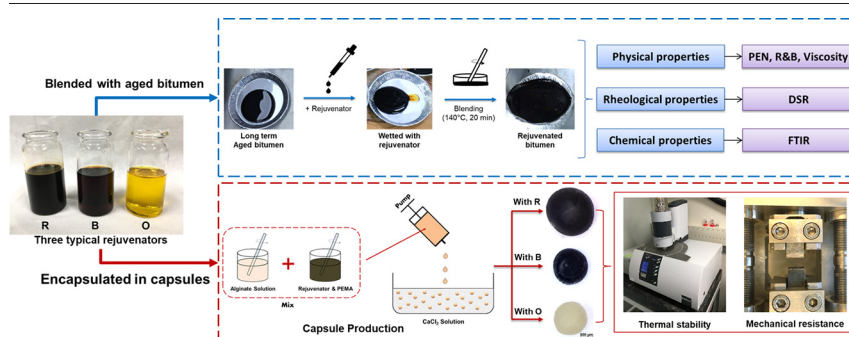 Blended with aged bitumen
R
B
O
Three typical rejuvenators
Encapsulated in capsules
Long term
Aged bitumen
+ Rejuvenator
Wetted with
rejuvenator
Blending
(140°C, 20 min)
Rejuvenated
bitumen
Physical properties
PEN, R&B, Viscosity
Rheological properties
DSR
Chemical properties
FTIR
Alginate Solution
Rejuvenator & PEMA
Mix
Pump
CaCl₂ Solution
Capsule Production
With R
With B
With O
Thermal stability
Mechanical resistance